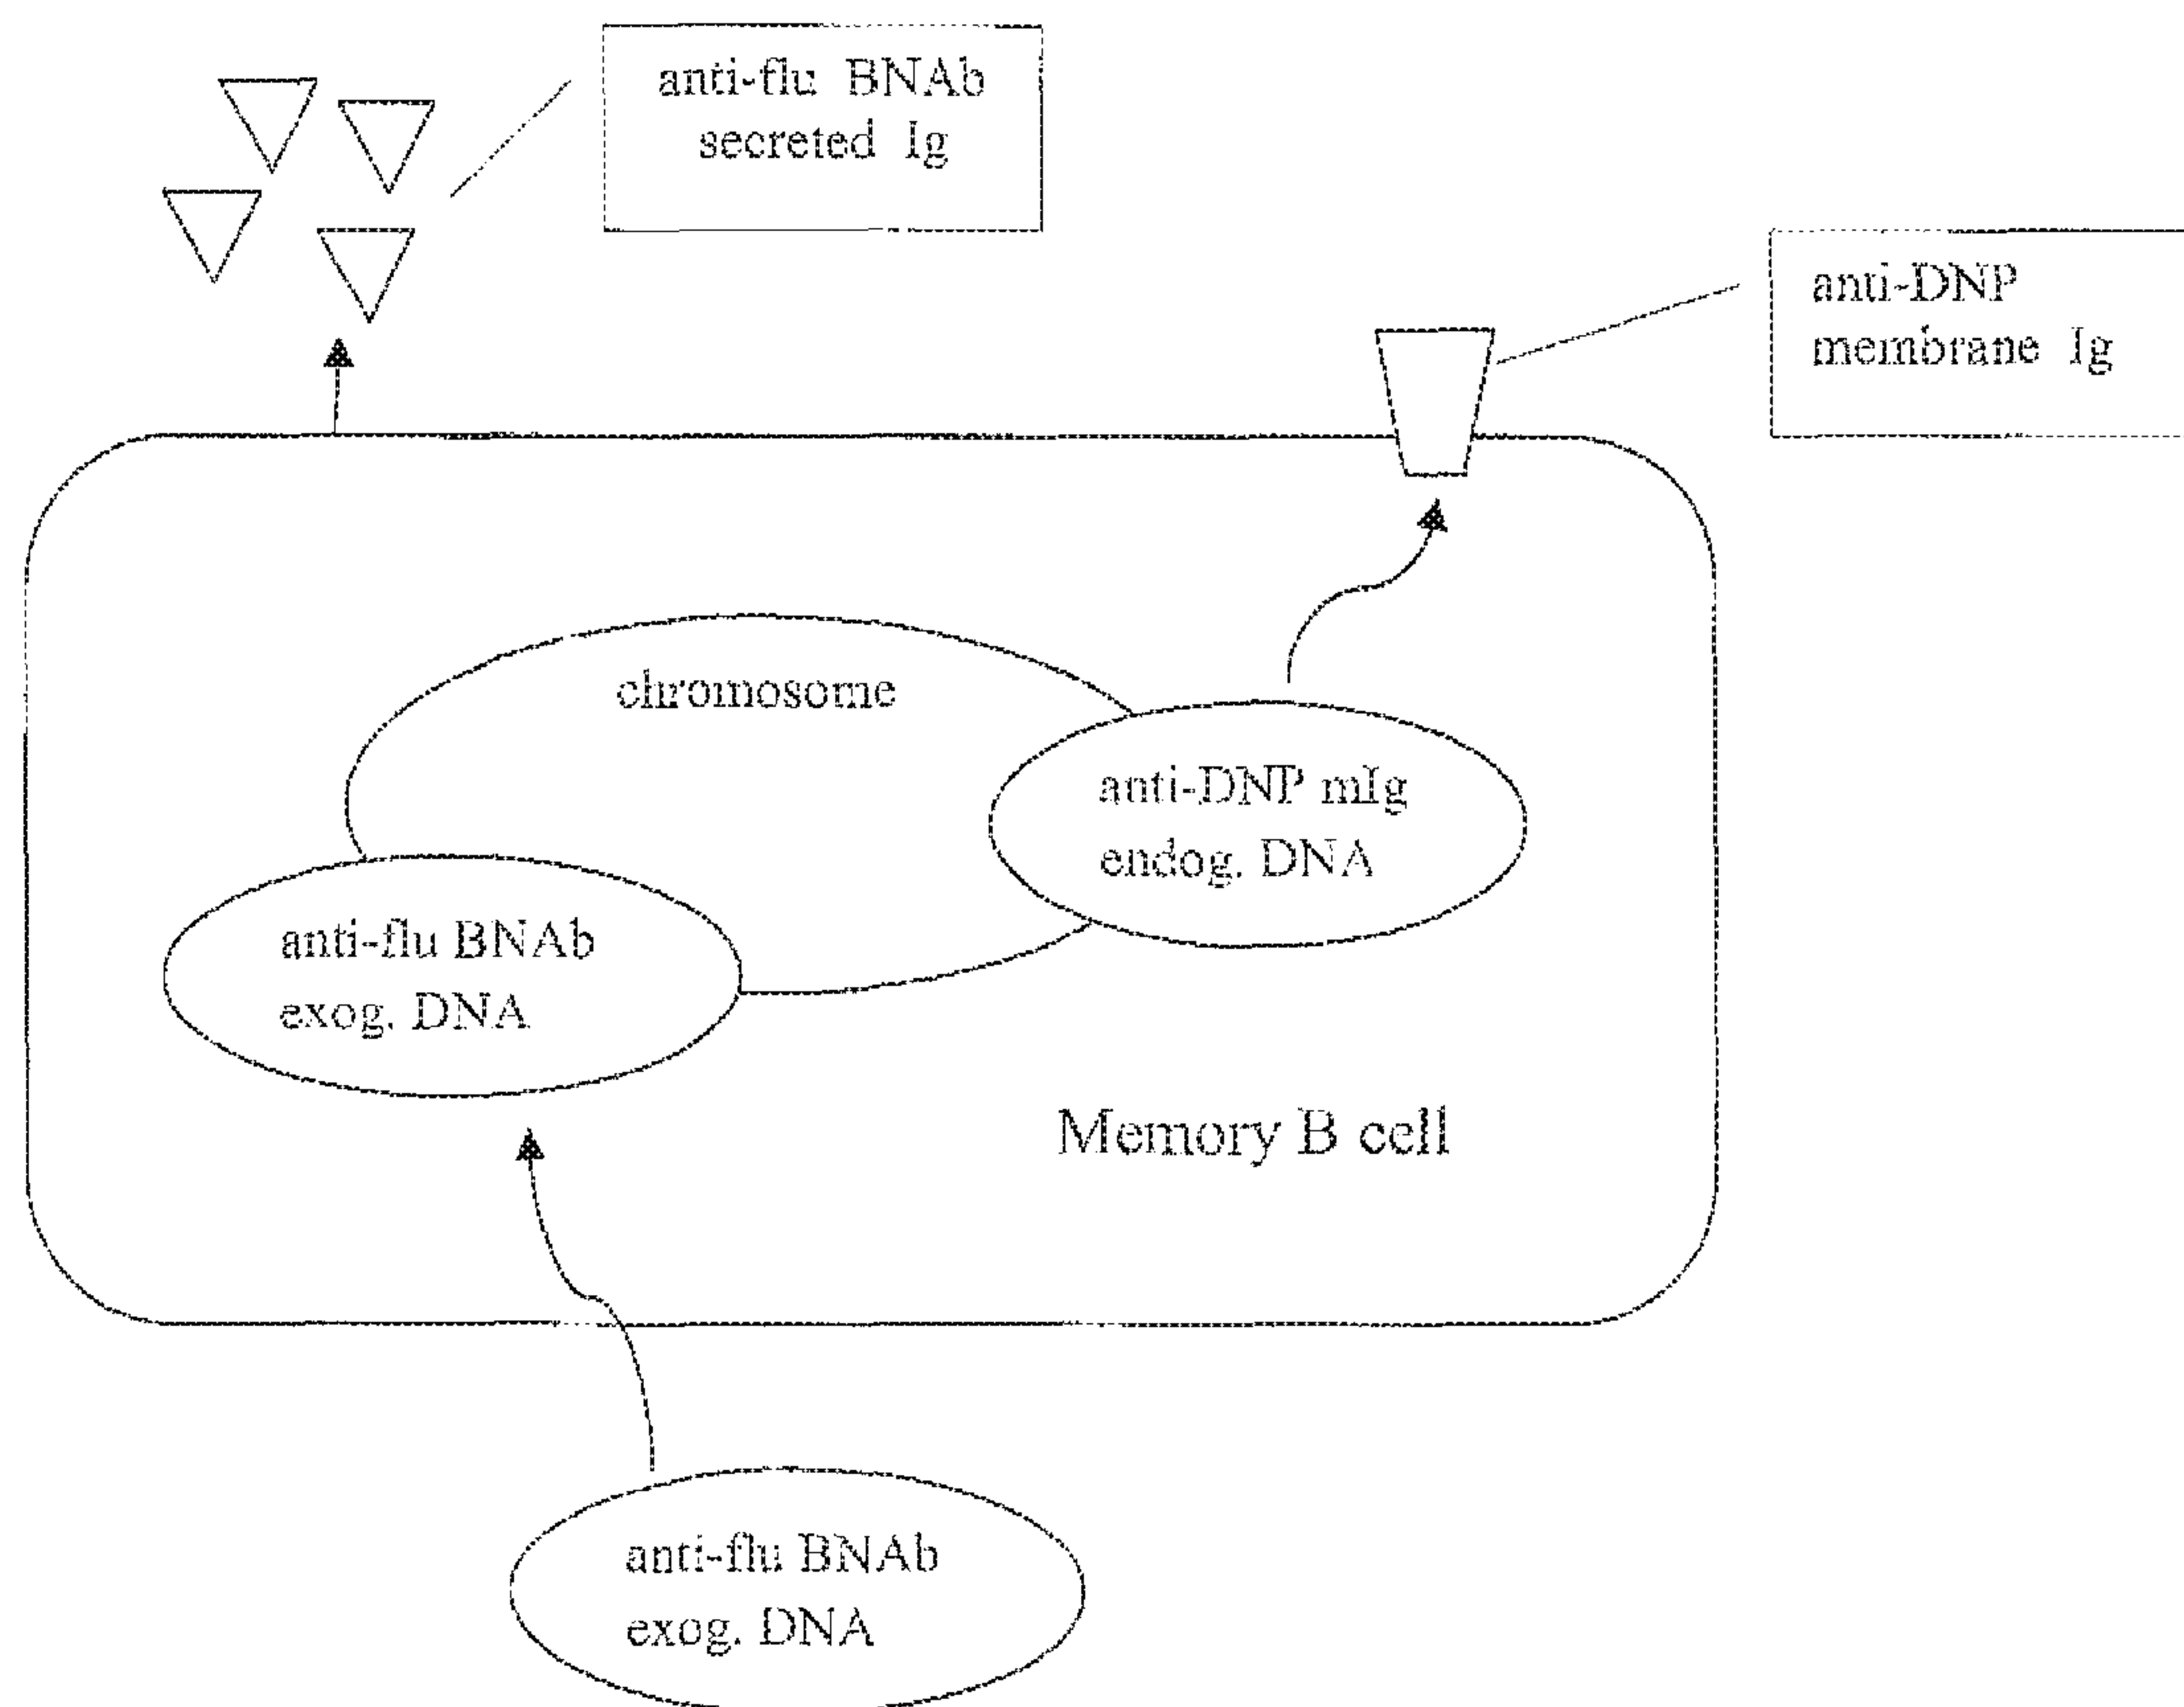 anti-flu BNAb
secreted Ig
anti-DNP
membrane Ig
chromosome
anti-DNP mIg
endog. DNA
anti-flu BNAb
exog. DNA
Memory B cell
anti-flu BNAb
exog. DNA